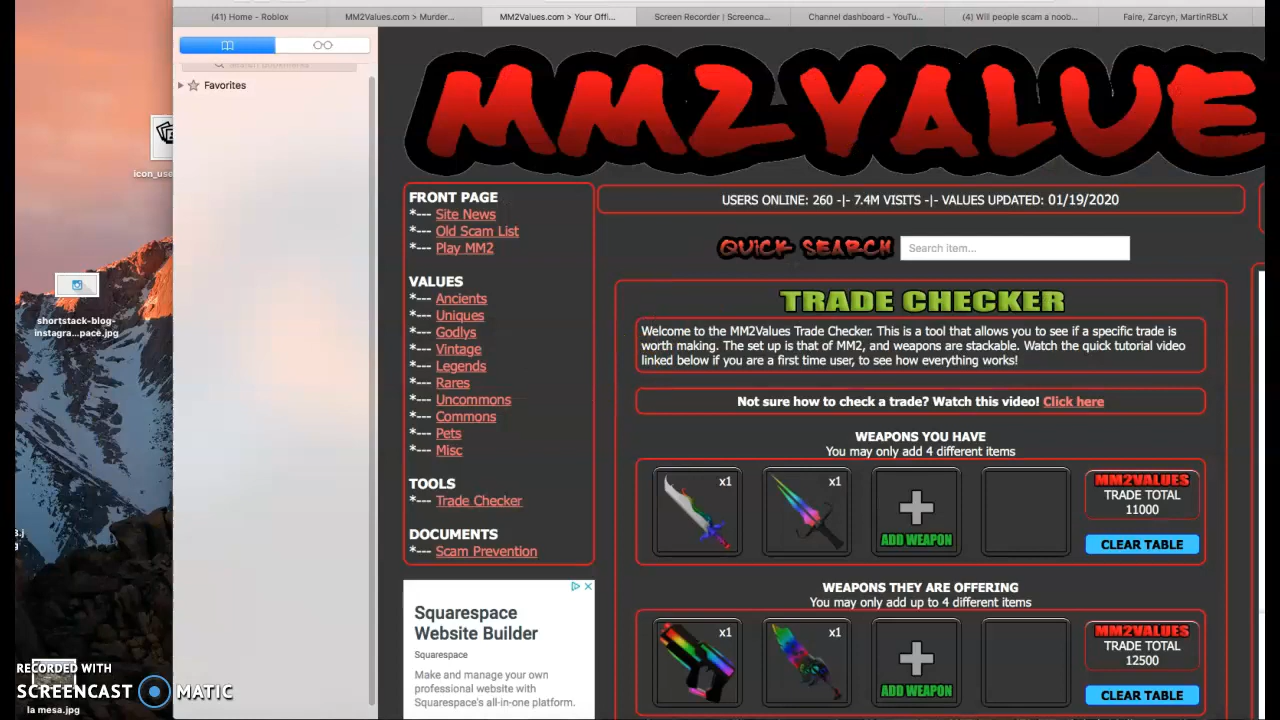 (41) Home - Roblox
MM2Values.com > Murder...
MM2Values.com > Your Offi...
Screen Recorder | Screenca...
Channel dashboard - YouTu...
(4) Will people scam a noob...
Faire, Zarcyn, MartinRBLX
Favorites
icon_use
shortstack-blog-
instagra...pace.jpg
la mesa.jpg
RECORDED WITH
SCREENCAST MATIC
MM2VALUE
FRONT PAGE
*--- Site News
*--- Old Scam List
*--- Play MM2
VALUES
*--- Ancients
*--- Uniques
*--- Godlys
*--- Vintage
*--- Legends
*--- Rares
*--- Uncommons
*--- Commons
*--- Pets
*--- Misc
TOOLS
*--- Trade Checker
DOCUMENTS
*--- Scam Prevention
Squarespace
Website Builder
Squarespace
Make and manage your own
professional website with
Squarespace's all-in-one platform.
USERS ONLINE: 260 -|- 7.4M VISITS -|- VALUES UPDATED: 01/19/2020
QUICK SEARCH
Search item...
TRADE CHECKER
Welcome to the MM2Values Trade Checker. This is a tool that allows you to see if a specific trade is
worth making. The set up is that of MM2, and weapons are stackable. Watch the quick tutorial video
linked below if you are a first time user, to see how everything works!
Not sure how to check a trade? Watch this video! Click here
WEAPONS YOU HAVE
You may only add 4 different items
x1
x1
ADD WEAPON
MM2VALUES
TRADE TOTAL
11000
CLEAR TABLE
WEAPONS THEY ARE OFFERING
You may only add up to 4 different items
x1
x1
ADD WEAPON
MM2VALUES
TRADE TOTAL
12500
CLEAR TABLE